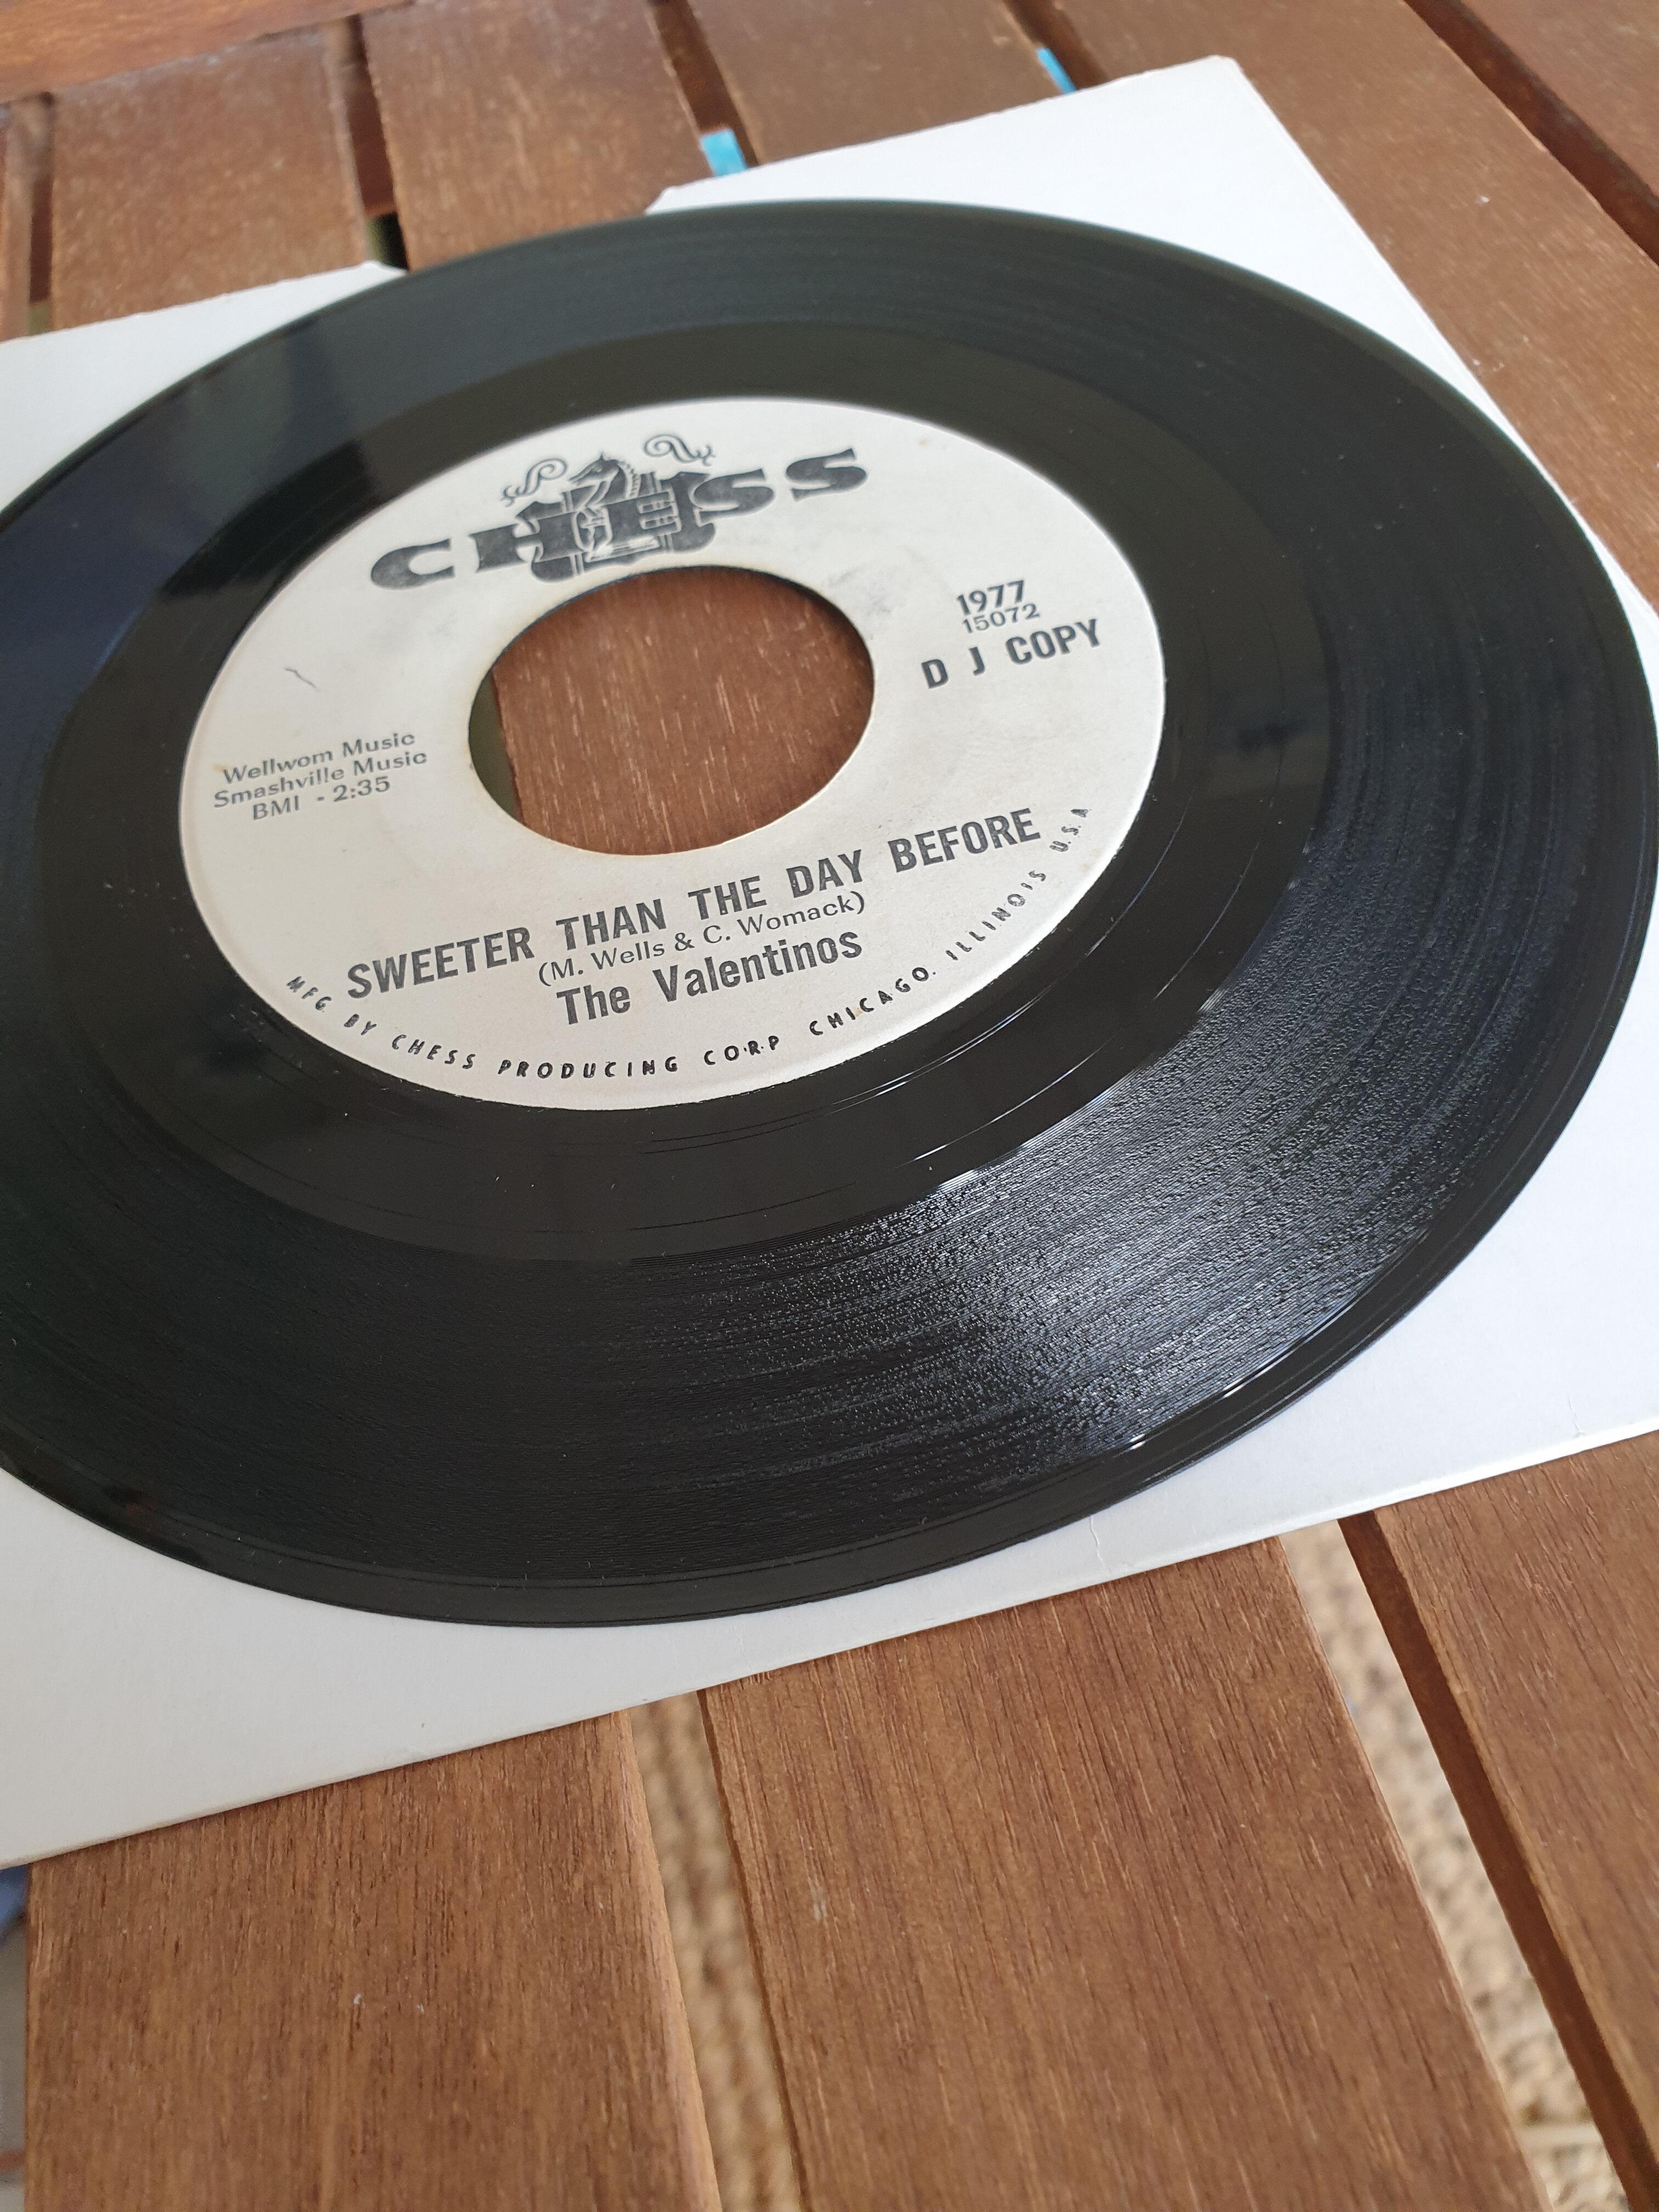 CHESS
1977
15072
D J COPY
Wellwom Music
Smashville Music
BMI - 2:35
SWEETER THAN THE DAY BEFORE
(M. Wells & C. Womack)
The Valentinos
MFG. BY CHESS PRODUCING CORP CHICAGO. ILLINOIS U.S.A